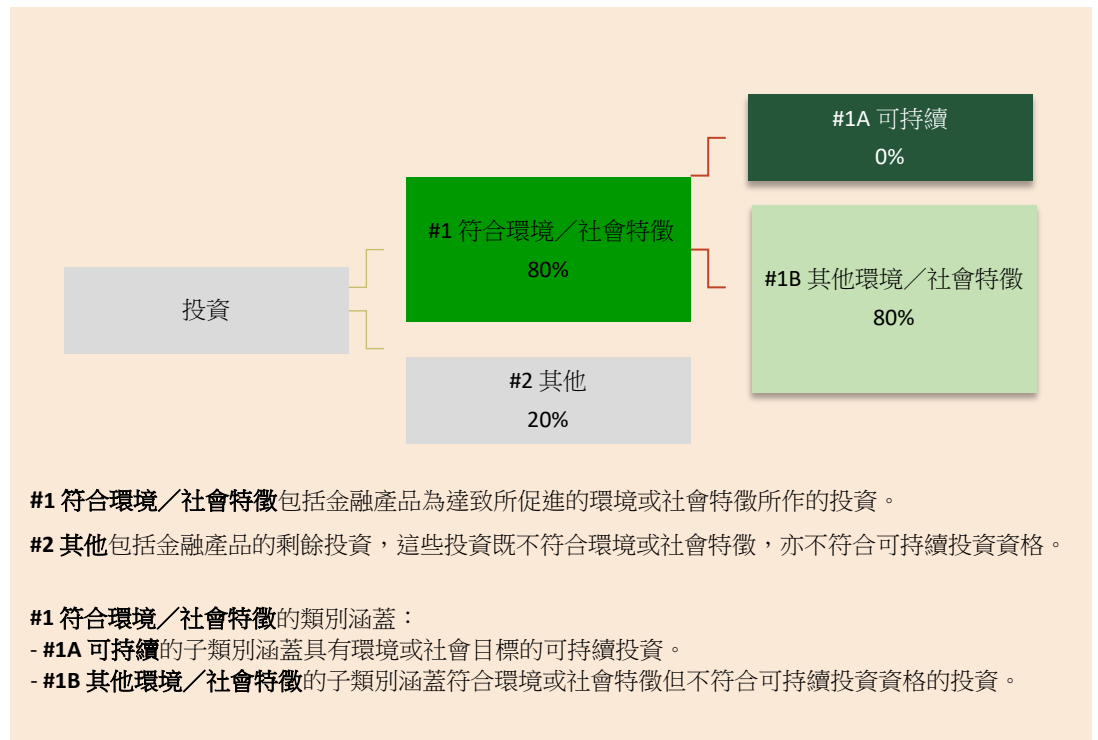 #1A 可持續
0%
#1 符合環境／社會特徵
80%
#1B 其他環境／社會特徵
80%
投資
#2 其他
20%
#1 符合環境／社會特徵包括金融產品為達致所促進的環境或社會特徵所作的投資。
#2 其他包括金融產品的剩餘投資，這些投資既不符合環境或社會特徵，亦不符合可持續投資資格。
#1 符合環境／社會特徵的類別涵蓋：
- #1A 可持續的子類別涵蓋具有環境或社會目標的可持續投資。
- #1B 其他環境／社會特徵的子類別涵蓋符合環境或社會特徵但不符合可持續投資資格的投資。